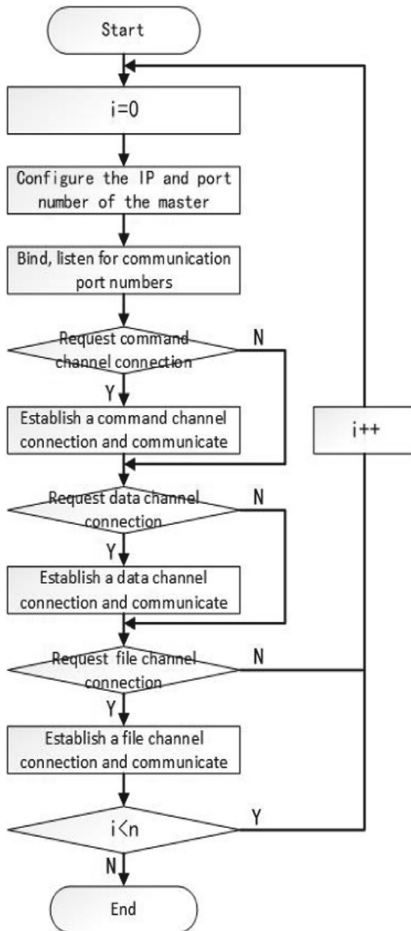 Start
i=0
Configure the IP and port
number of the master
Bind, listen for communication
port numbers
Request command
channel connection
N
Y
Establish a command channel
connection and communicate
i++
Request data channel
connection
N
Y
Establish a data channel
connection and communicate
Request file channel
connection
N
Y
Establish a file channel
connection and communicate
i<n
Y
N
End